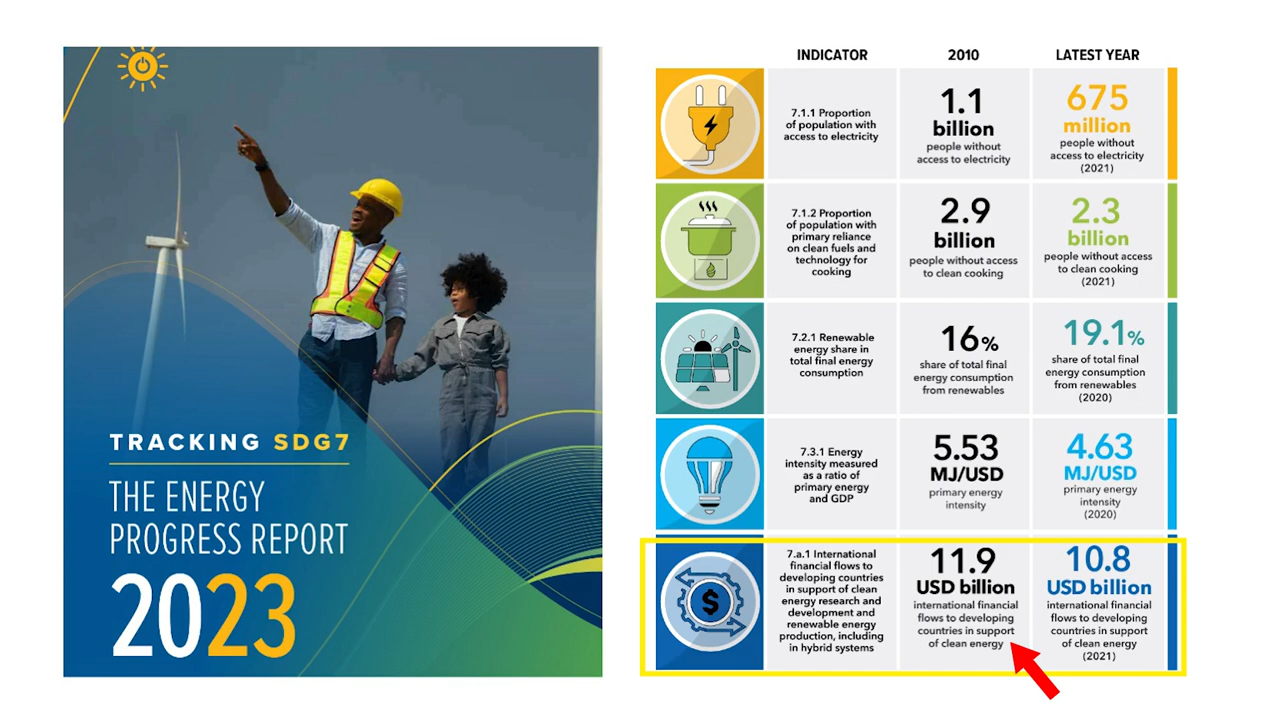 TRACKING SDG7
THE ENERGY
PROGRESS REPORT
2023
INDICATOR
2010
LATEST YEAR
7.1.1 Proportion
of population with
access to electricity
1.1
billion
people without
access to electricity
675
million
people without
access to electricity
(2021)
7.1.2 Proportion
of population with
primary reliance
on clean fuels and
technology for
cooking
2.9
billion
people without access
to clean cooking
2.3
billion
people without access
to clean cooking
(2021)
7.2.1 Renewable
energy share in
total final energy
consumption
16%
share of total final
energy consumption
from renewables
19.1%
share of total final
energy consumption
from renewables
(2020)
7.3.1 Energy
intensity measured
as a ratio of
primary energy
and GDP
5.53
MJ/USD
primary energy
intensity
4.63
MJ/USD
primary energy
intensity
(2020)
7.a.1 International
financial flows to
developing countries
in support of clean
energy research and
development and
renewable energy
production, including
in hybrid systems
11.9
USD billion
international financial
flows to developing
countries in support
of clean energy
10.8
USD billion
international financial
flows to developing
countries in support
of clean energy
(2021)